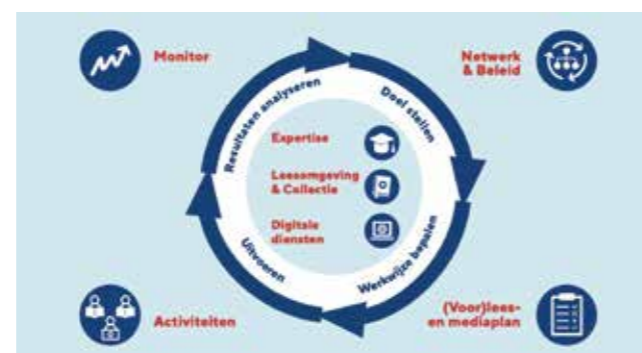 Monitor
Netwerk
& Beleid
Resultaten analyseren
Doel stellen
Expertise
Leesomgeving
& Collectie
Digitale
diensten
Uitvoeren
Werkwijze bepalen
Activiteiten
(Voor)lees-
en mediaplan